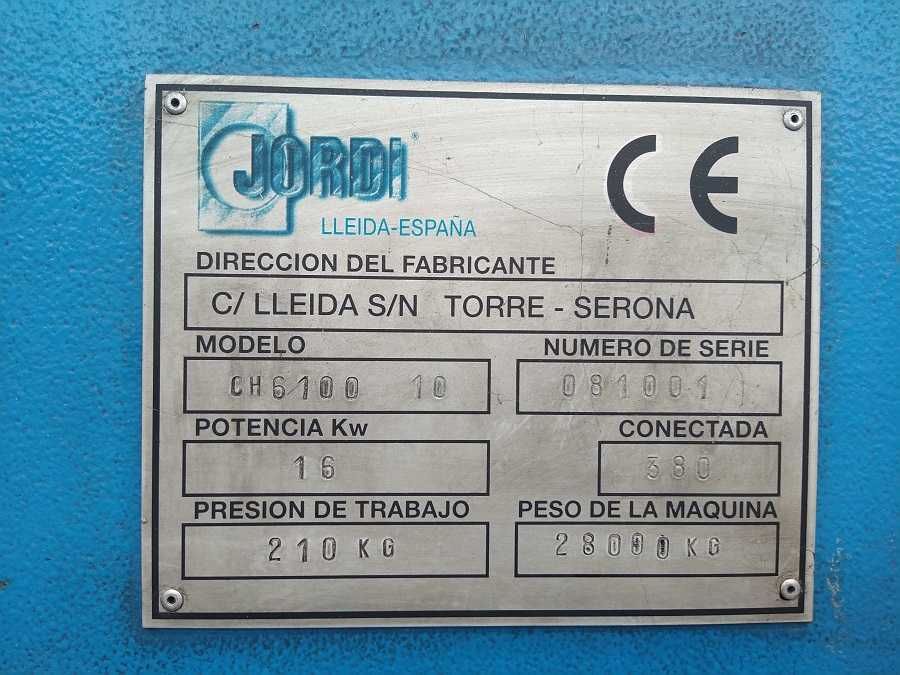 JORDI®
LLEIDA-ESPAÑA
CE
DIRECCION DEL FABRICANTE
C/ LLEIDA S/N TORRE - SERONA
MODELO NUMERO DE SERIE
CH6100 10 081001
POTENCIA Kw CONECTADA
16 380
PRESION DE TRABAJO PESO DE LA MAQUINA
210 KG 28000 KG